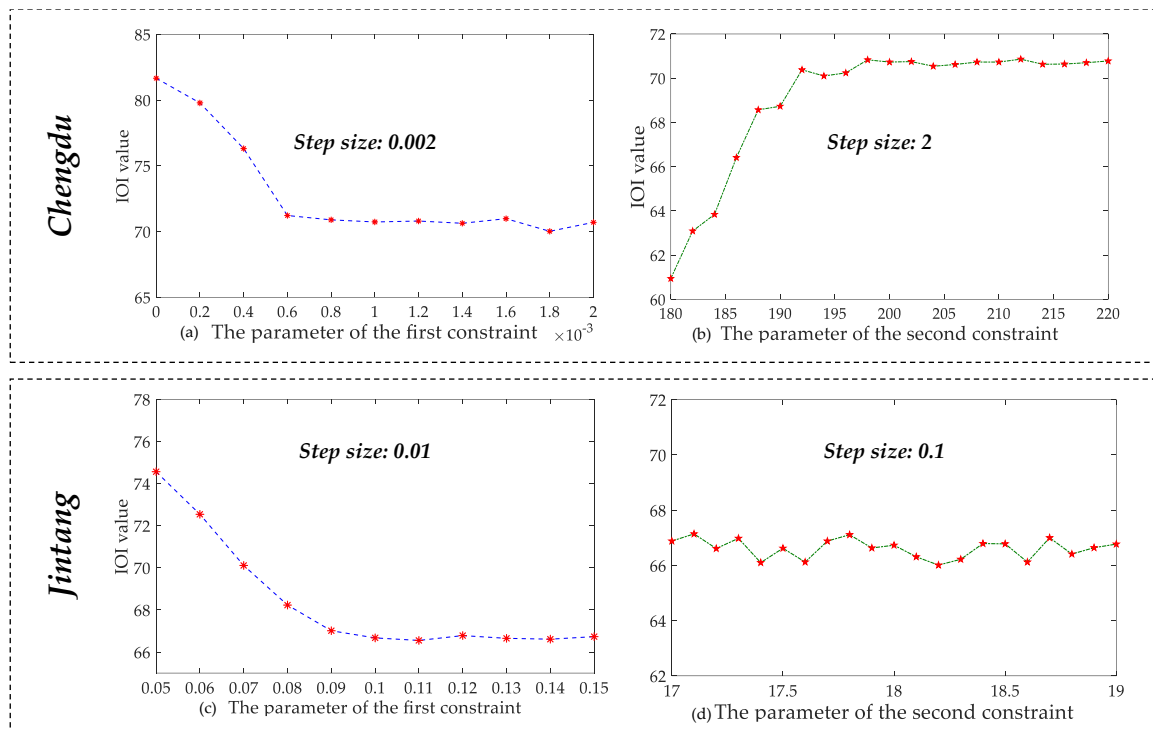 Chengdu
85
80
75
70
65
IOI value
Step size: 0.002
0 0.2 0.4 0.6 0.8 1 1.2 1.4 1.6 1.8 2
×10⁻³
(a) The parameter of the first constraint
72
70
68
66
64
62
60
IOI value
Step size: 2
180 185 190 195 200 205 210 215 220
(b) The parameter of the second constraint
Jintang
78
76
74
72
70
68
66
IOI value
Step size: 0.01
0.05 0.06 0.07 0.08 0.09 0.1 0.11 0.12 0.13 0.14 0.15
(c) The parameter of the first constraint
72
70
68
66
64
62
Step size: 0.1
17 17.5 18 18.5 19
(d) The parameter of the second constraint